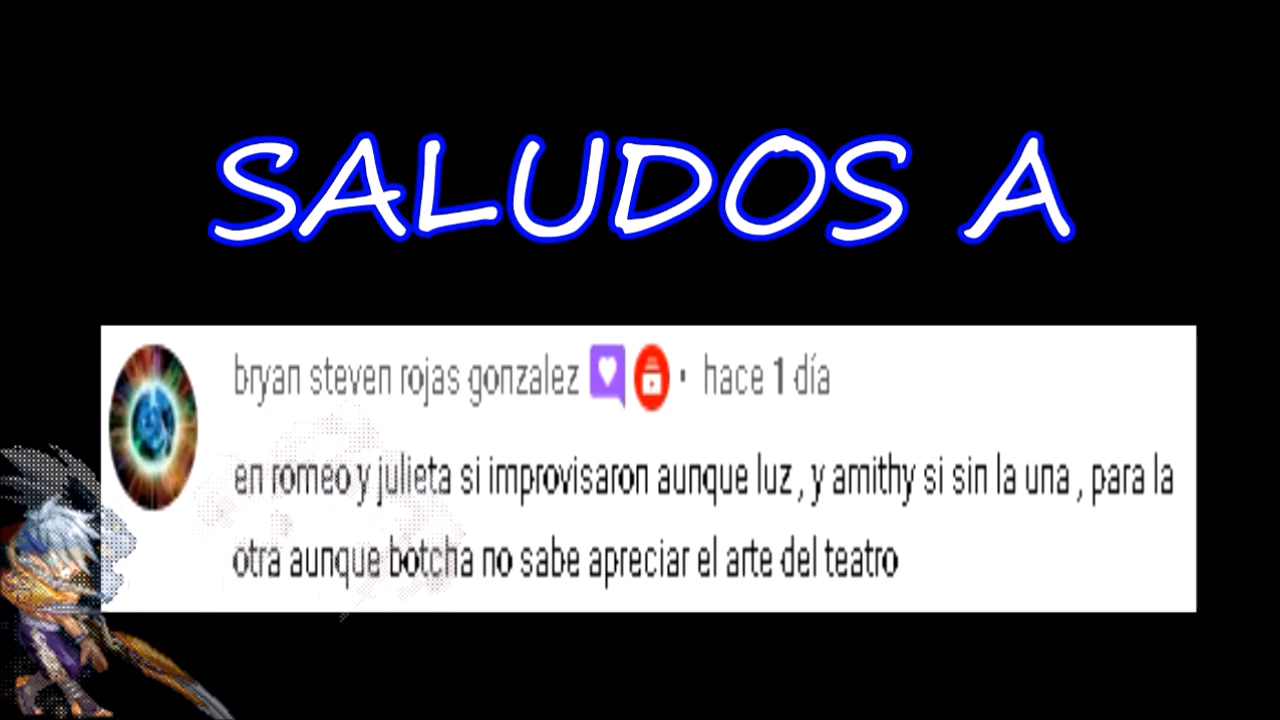 SALUDOS A
bryan steven rojas gonzalez • hace 1 día
en romeo y julieta si improvisaron aunque luz , y amithy si sin la una , para la
otra aunque botcha no sabe apreciar el arte del teatro